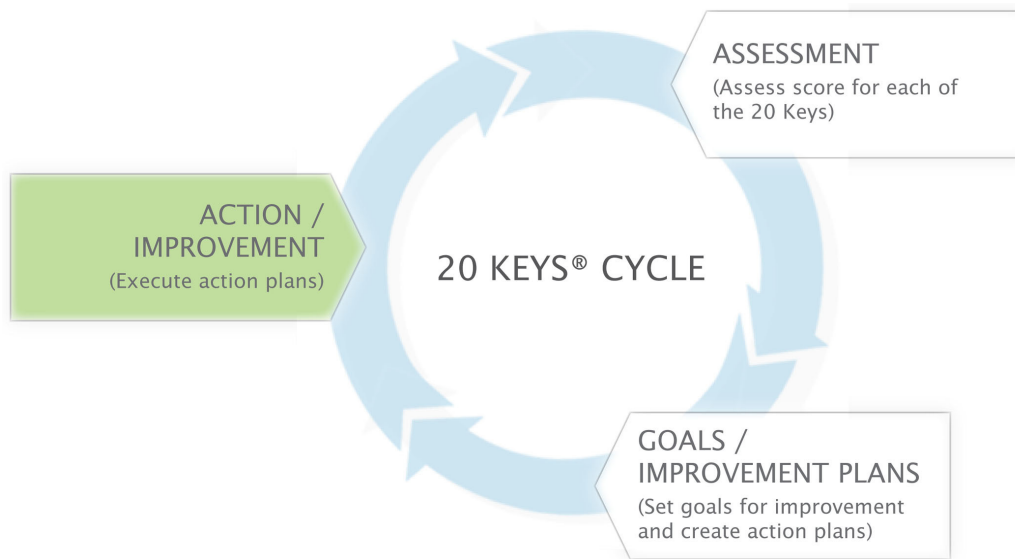 ASSESSMENT
(Assess score for each of
the 20 Keys)
ACTION /
IMPROVEMENT
(Execute action plans)
20 KEYS® CYCLE
GOALS /
IMPROVEMENT PLANS
(Set goals for improvement
and create action plans)